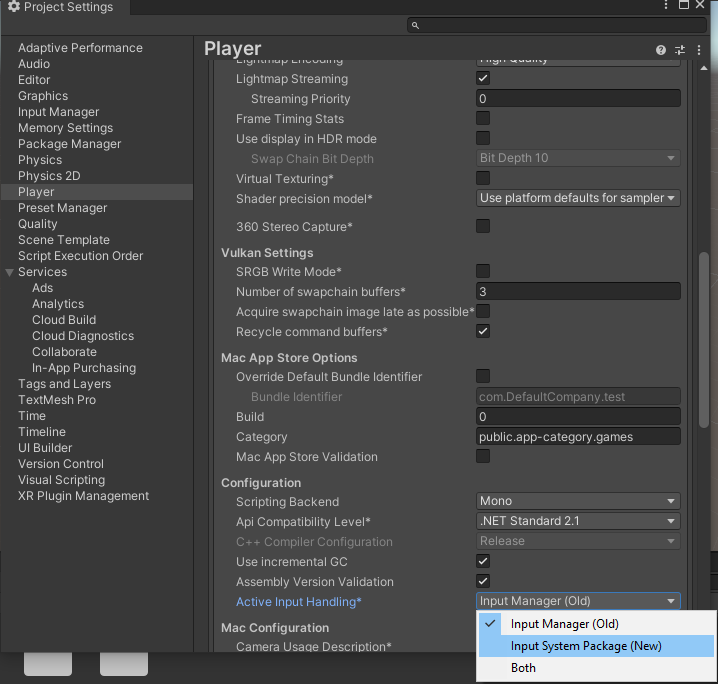 Project Settings
Adaptive Performance
Audio
Editor
Graphics
Input Manager
Memory Settings
Package Manager
Physics
Physics 2D
Player
Preset Manager
Quality
Scene Template
Script Execution Order
Services
Ads
Analytics
Cloud Build
Cloud Diagnostics
Collaborate
In-App Purchasing
Tags and Layers
TextMesh Pro
Time
Timeline
UI Builder
Version Control
Visual Scripting
XR Plugin Management
Player
Lightmap Encoding High Quality
Lightmap Streaming
Streaming Priority 0
Frame Timing Stats
Use display in HDR mode
Swap Chain Bit Depth Bit Depth 10
Virtual Texturing*
Shader precision model* Use platform defaults for sampler
360 Stereo Capture*
Vulkan Settings
SRGB Write Mode*
Number of swapchain buffers* 3
Acquire swapchain image late as possible*
Recycle command buffers*
Mac App Store Options
Override Default Bundle Identifier
Bundle Identifier com.DefaultCompany.test
Build 0
Category public.app-category.games
Mac App Store Validation
Configuration
Scripting Backend Mono
Api Compatibility Level* .NET Standard 2.1
C++ Compiler Configuration Release
Use incremental GC
Assembly Version Validation
Active Input Handling* Input Manager (Old)
Input Manager (Old)
Input System Package (New)
Both
Mac Configuration
Camera Usage Description*